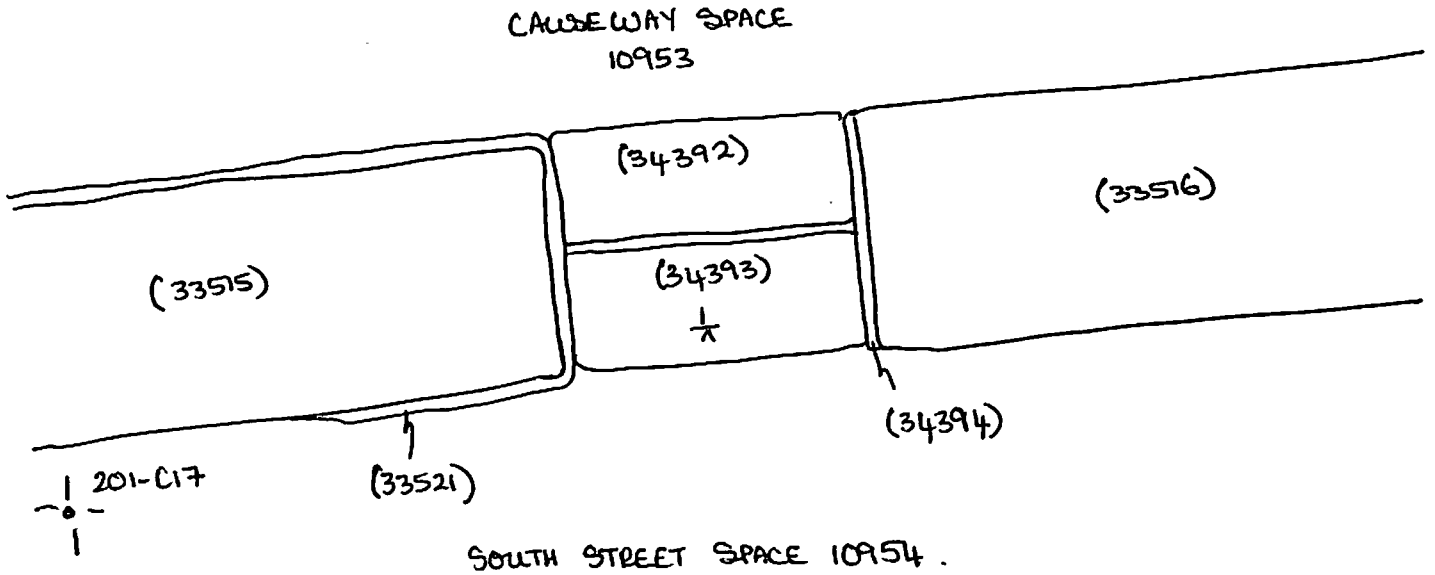 CAUSEWAY SPACE
10953
(34392)
(33516)
(33515)
(34393)
(34394)
201-C17
(33521)
SOUTH STREET SPACE 10954.